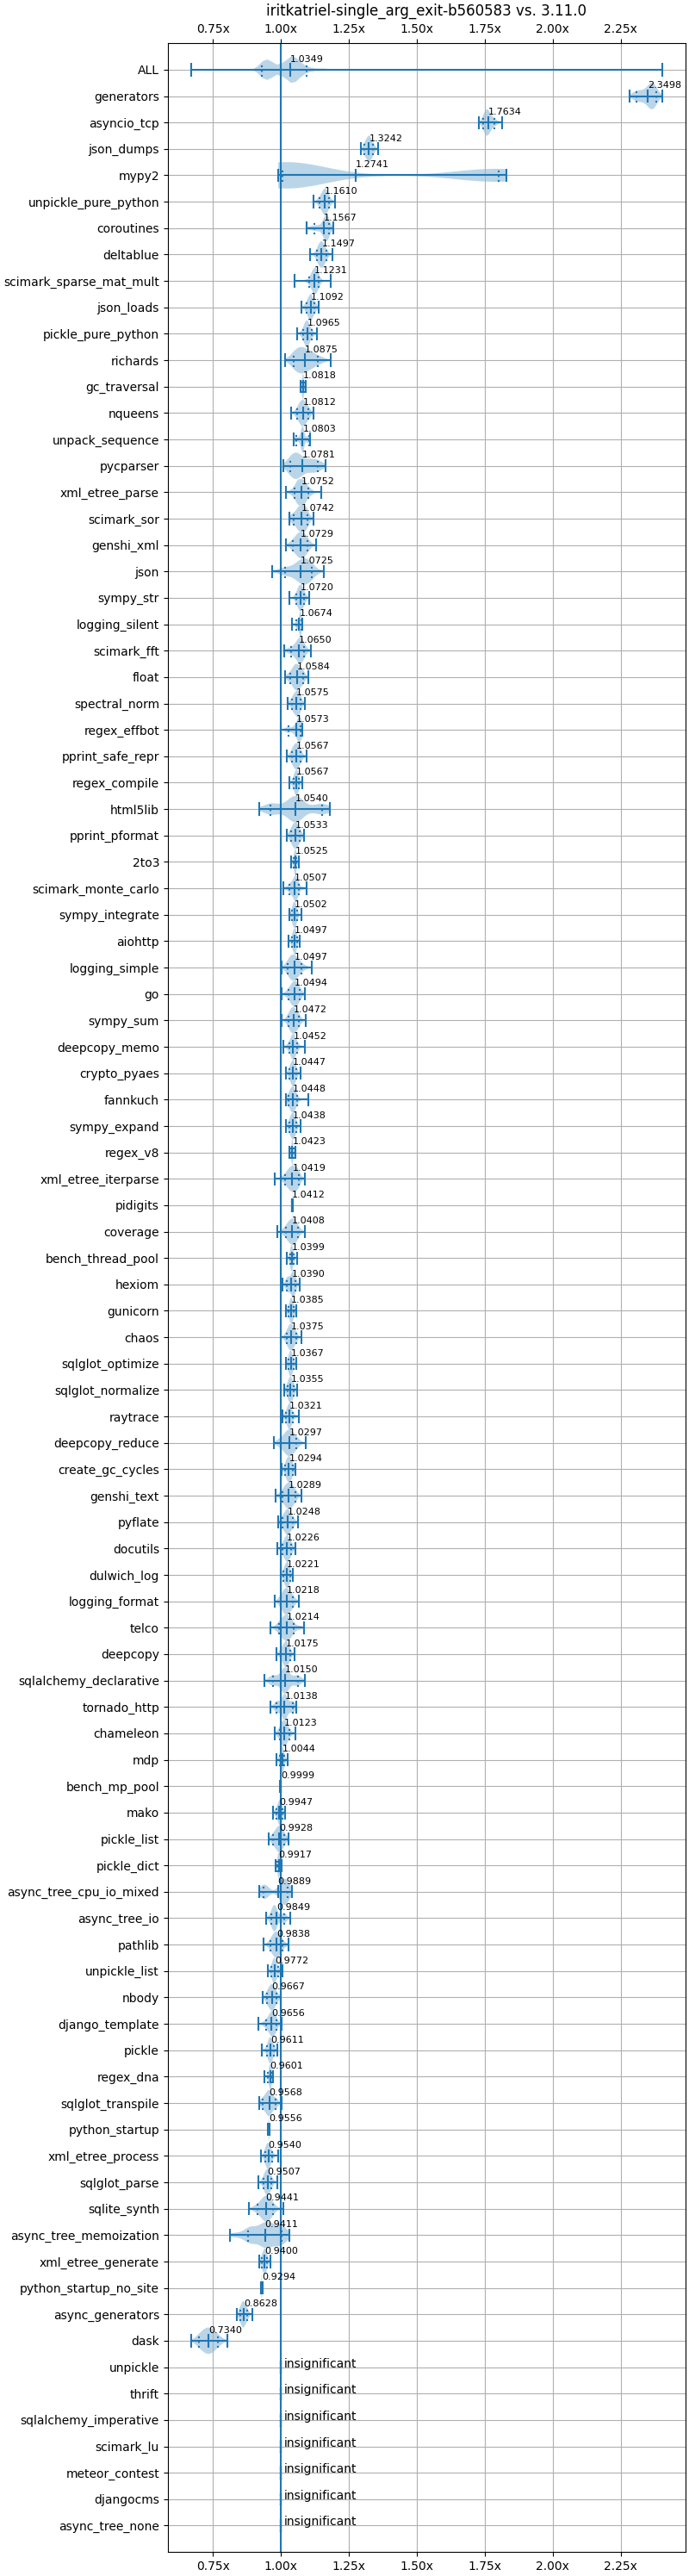 iritkatriel-single_arg_exit-b560583 vs. 3.11.0
0.75x 1.00x 1.25x 1.50x 1.75x 2.00x 2.25x
ALL 1.0349
generators 2.3498
asyncio_tcp 1.7634
json_dumps 1.3242
mypy2 1.2741
unpickle_pure_python 1.1610
coroutines 1.1567
deltablue 1.1497
scimark_sparse_mat_mult 1.1231
json_loads 1.1092
pickle_pure_python 1.0965
richards 1.0875
gc_traversal 1.0818
nqueens 1.0812
unpack_sequence 1.0803
pycparser 1.0781
xml_etree_parse 1.0752
scimark_sor 1.0742
genshi_xml 1.0729
json 1.0725
sympy_str 1.0720
logging_silent 1.0674
scimark_fft 1.0650
float 1.0584
spectral_norm 1.0575
regex_effbot 1.0573
pprint_safe_repr 1.0567
regex_compile 1.0567
html5lib 1.0540
pprint_pformat 1.0533
2to3 1.0525
scimark_monte_carlo 1.0507
sympy_integrate 1.0502
aiohttp 1.0497
logging_simple 1.0497
go 1.0494
sympy_sum 1.0472
deepcopy_memo 1.0452
crypto_pyaes 1.0447
fannkuch 1.0448
sympy_expand 1.0438
regex_v8 1.0423
xml_etree_iterparse 1.0419
pidigits 1.0412
coverage 1.0408
bench_thread_pool 1.0399
hexiom 1.0390
gunicorn 1.0385
chaos 1.0375
sqlglot_optimize 1.0367
sqlglot_normalize 1.0355
raytrace 1.0321
deepcopy_reduce 1.0297
create_gc_cycles 1.0294
genshi_text 1.0289
pyflate 1.0248
docutils 1.0226
dulwich_log 1.0221
logging_format 1.0218
telco 1.0214
deepcopy 1.0175
sqlalchemy_declarative 1.0150
tornado_http 1.0138
chameleon 1.0123
mdp 1.0044
bench_mp_pool 0.9999
mako 0.9947
pickle_list 0.9928
pickle_dict 0.9917
async_tree_cpu_io_mixed 0.9889
async_tree_io 0.9849
pathlib 0.9838
unpickle_list 0.9772
nbody 0.9667
django_template 0.9656
pickle 0.9611
regex_dna 0.9601
sqlglot_transpile 0.9568
python_startup 0.9556
xml_etree_process 0.9540
sqlglot_parse 0.9507
sqlite_synth 0.9441
async_tree_memoization 0.9411
xml_etree_generate 0.9400
python_startup_no_site 0.9294
async_generators 0.8628
dask 0.7340
unpickle insignificant
thrift insignificant
sqlalchemy_imperative insignificant
scimark_lu insignificant
meteor_contest insignificant
djangocms insignificant
async_tree_none insignificant
0.75x 1.00x 1.25x 1.50x 1.75x 2.00x 2.25x